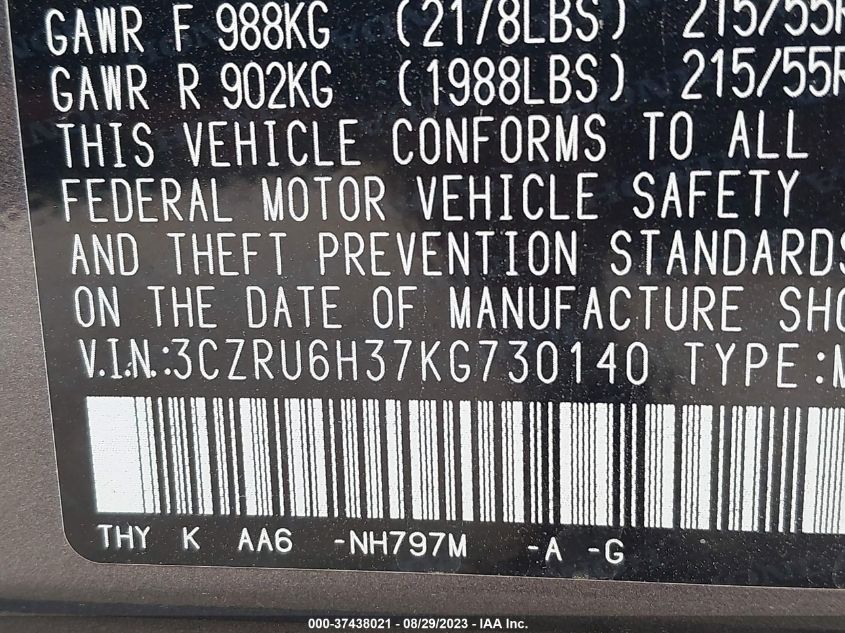 GAWR F 988KG (2178LBS) 215/55R
GAWR R 902KG (1988LBS) 215/55R
THIS VEHICLE CONFORMS TO ALL
FEDERAL MOTOR VEHICLE SAFETY
AND THEFT PREVENTION STANDARDS
ON THE DATE OF MANUFACTURE SHO
V.I.N.:3CZRU6H37KG730140 TYPE:M
THY K AA6 -NH797M -A -G
000-37438021 - 08/29/2023 - IAA Inc.